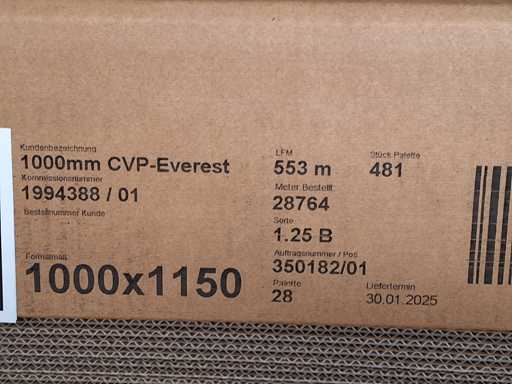 Kundenbezeichnung
1000mm CVP-Everest
Kommissionsnummer
1994388 / 01
Bestellnummer Kunde
Formatmaß
1000x1150
LFM
553 m
Meter Bestellt
28764
Sorte
1.25 B
Auftragsnummer / Pos
350182/01
Palette
28
Stück Palette
481
Liefertermin
30.01.2025